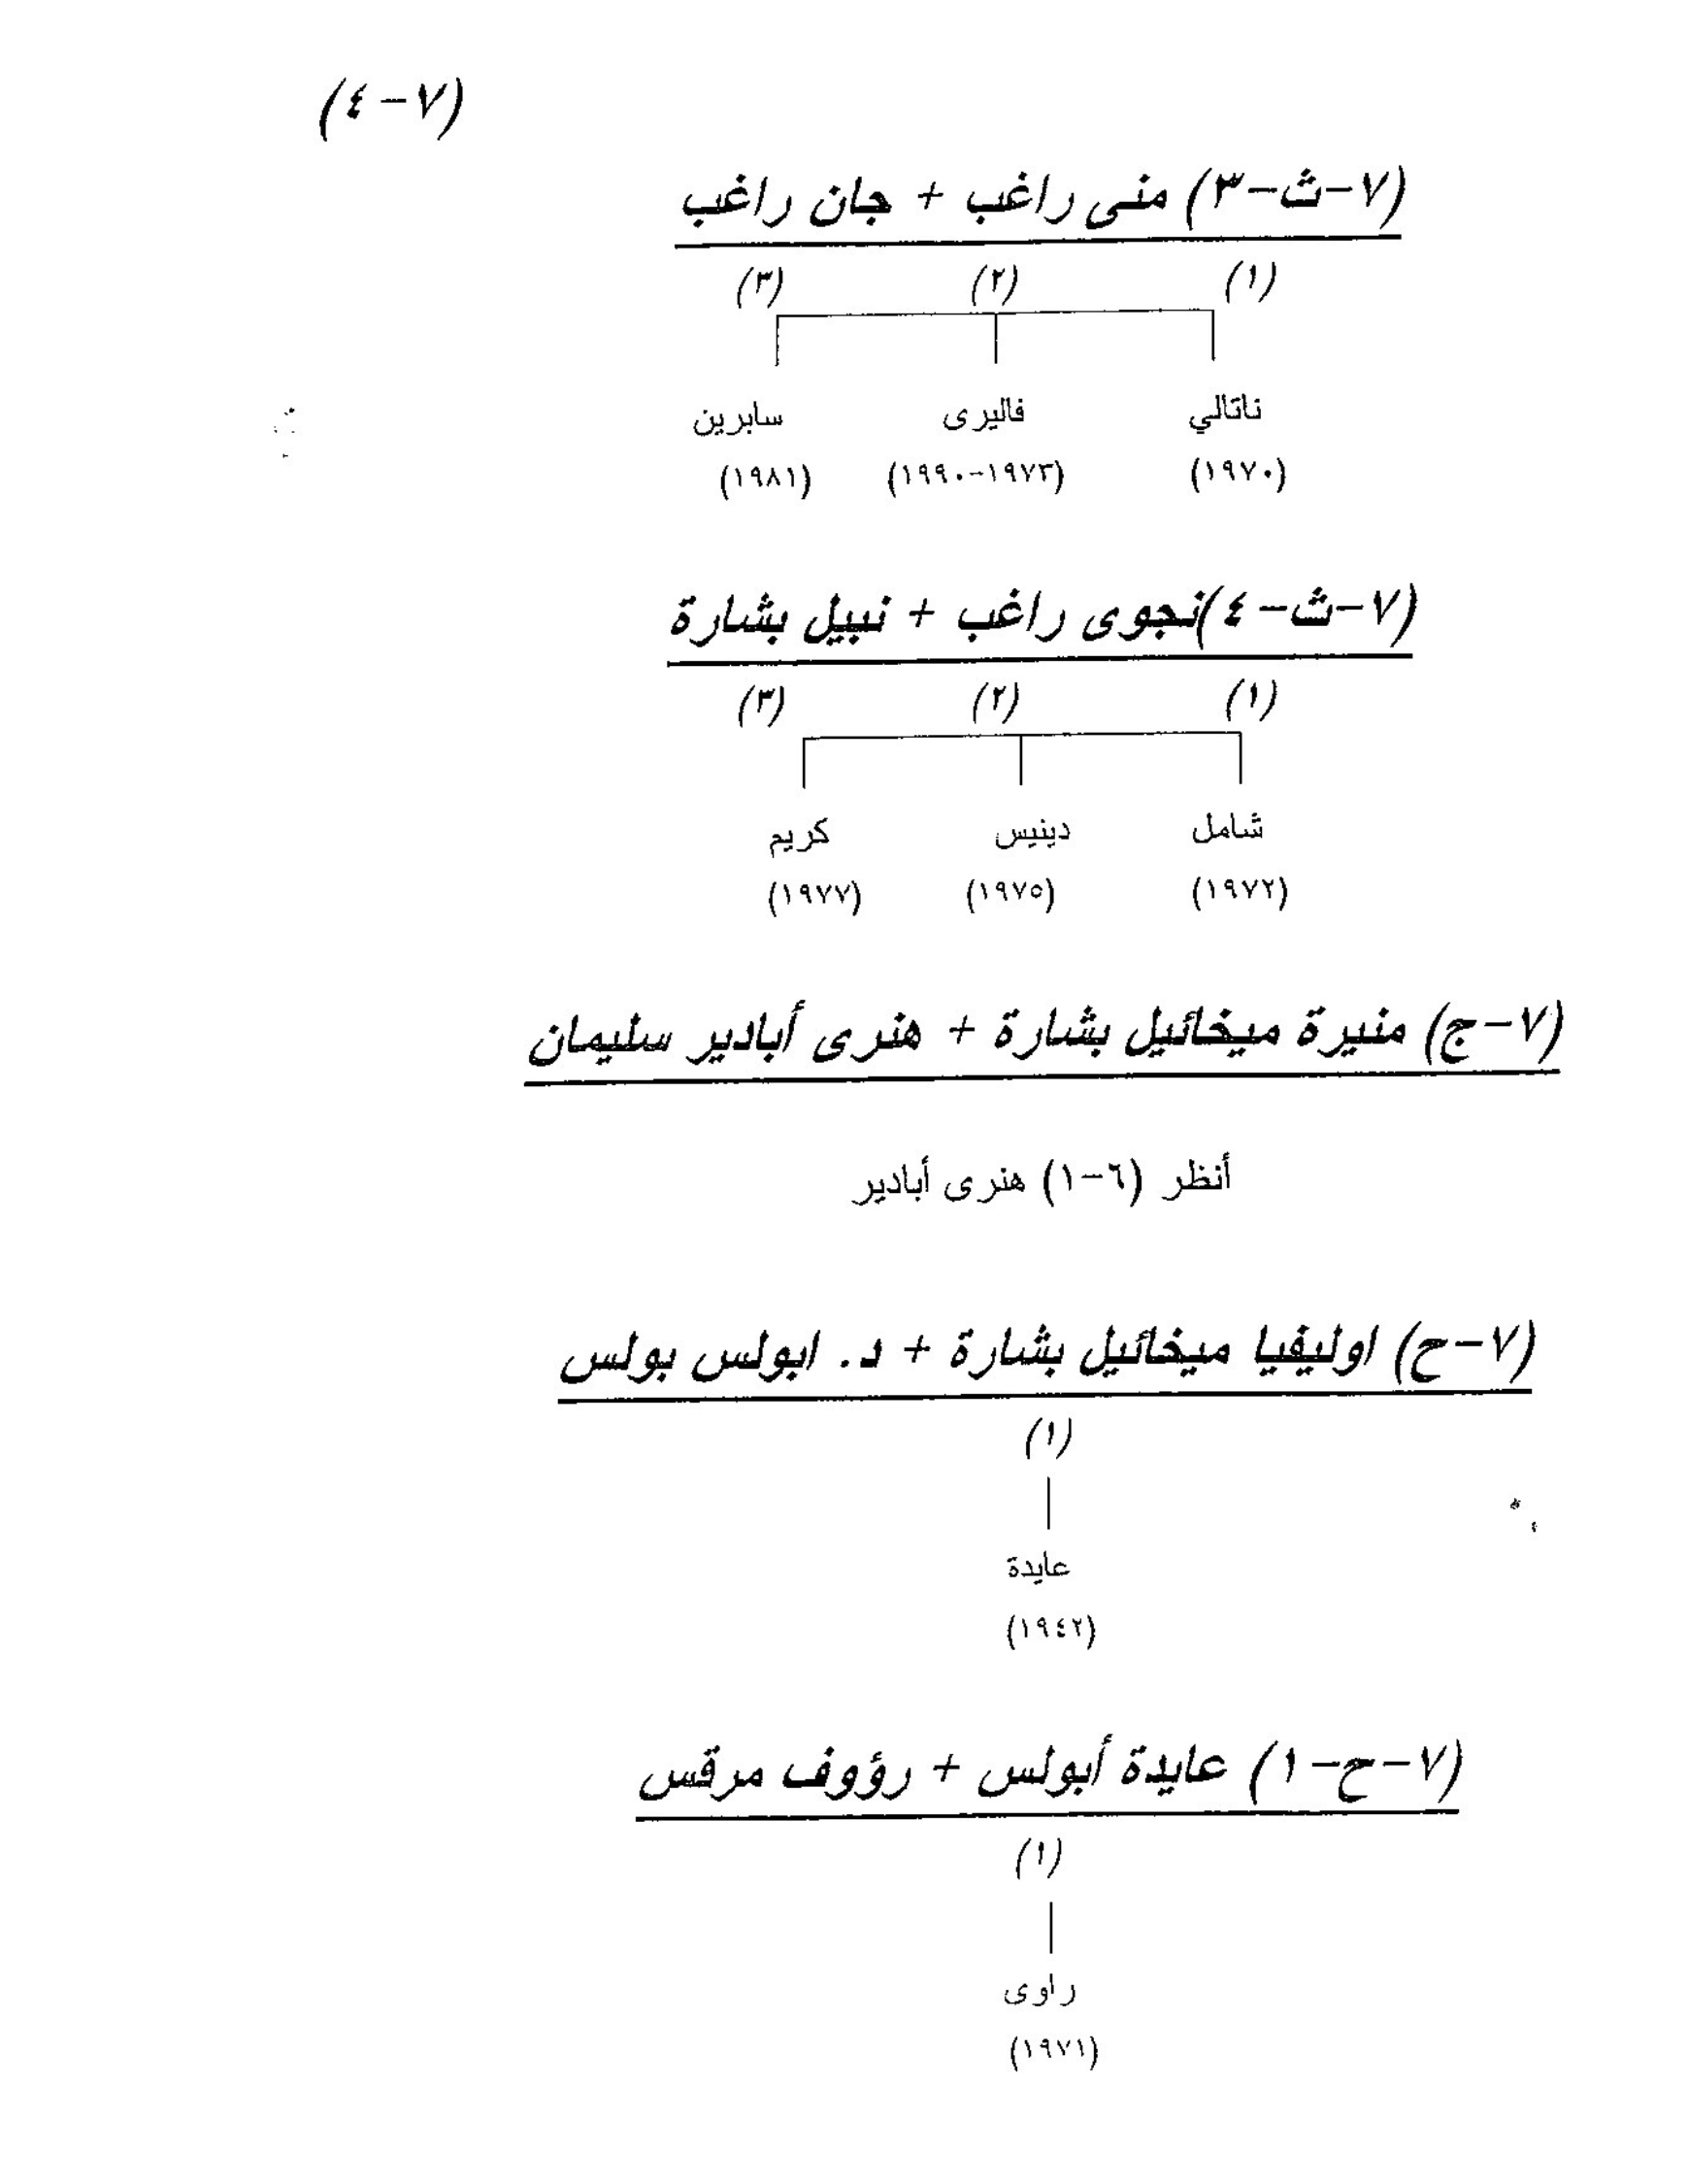 (٧-٤)
(٧-ث-٣) منى راغب + جان راغب
(١) (٢) (٣)
ناتالي فاليرى سابرين
(١٩٧٠) (١٩٧٣-١٩٩٠) (١٩٨١)
(٧-ث-٤)نجوى راغب + نبيل بشارة
(١) (٢) (٣)
شامل دينيس كريم
(١٩٧٢) (١٩٧٥) (١٩٧٧)
(٧-ج) منيرة ميخائيل بشارة + هنرى أبادير سليمان
أنظر (٦-١) هنرى أبادير
(٧-ح) اوليفيا ميخائيل بشارة + د. ابولس بولس
(١)
عايدة
(١٩٤٢)
(٧-ح-١) عايدة أبولس + رؤوف مرقس
(١)
راوى
(١٩٧١)